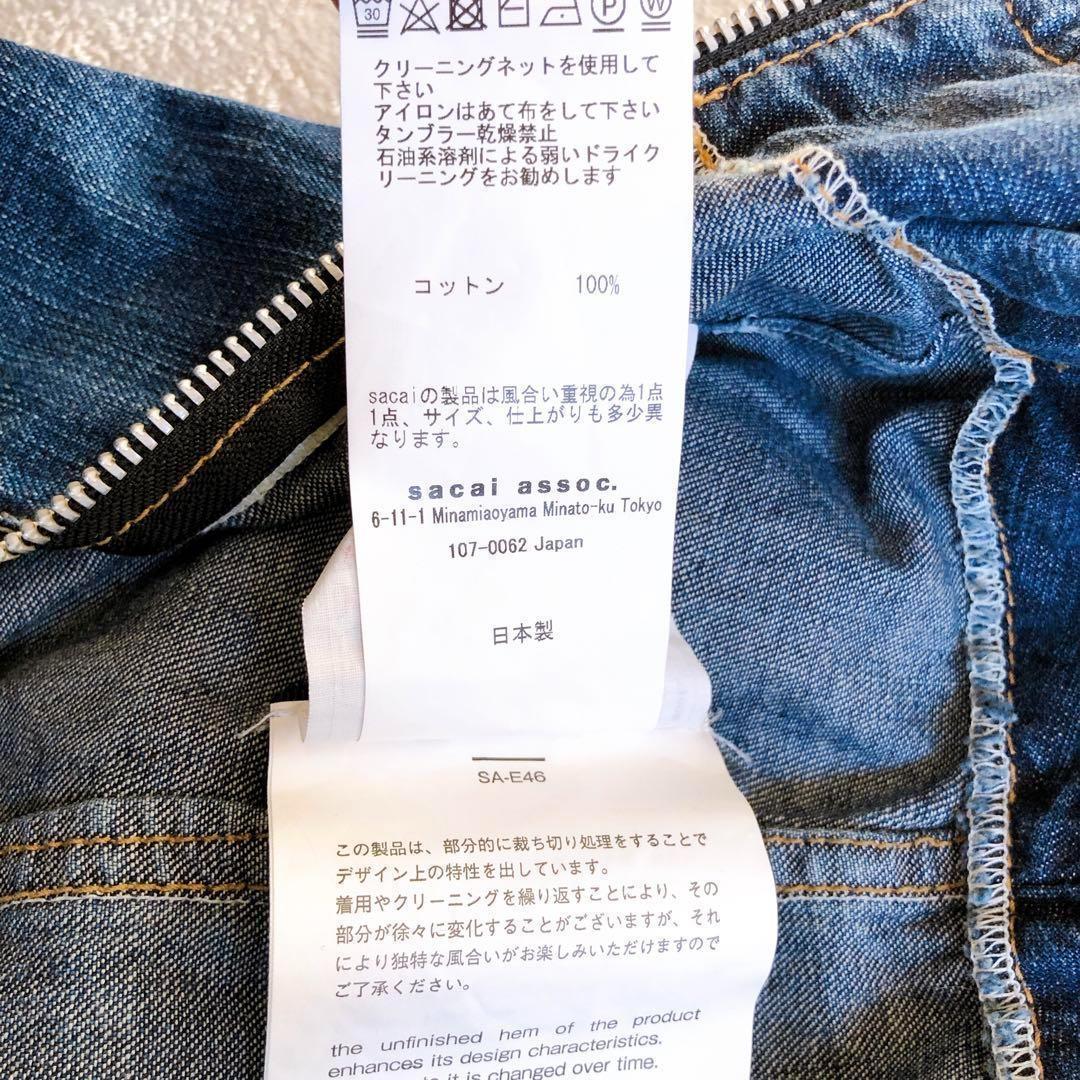 30
W
クリーニングネットを使用して
下さい
アイロンはあて布をして下さい
タンブラー乾燥禁止
石油系溶剤による弱いドライク
リーニングをお勧めします
コットン 100%
sacaiの製品は風合い重視の為1点
1点、サイズ、仕上がりも多少異
なります。
sacai assoc.
6-11-1 Minamiaoyama Minato-ku Tokyo
107-0062 Japan
日本製
SA-E46
この製品は、部分的に裁ち切り処理をすることで
デザイン上の特性を出しています。
着用やクリーニングを繰り返すことにより、その
部分が徐々に変化することがございますが、それ
により独特な風合いがお楽しみいただけますので
ご了承ください。
the unfinished hem of the product
enhances its design characteristics.
it is changed over time.